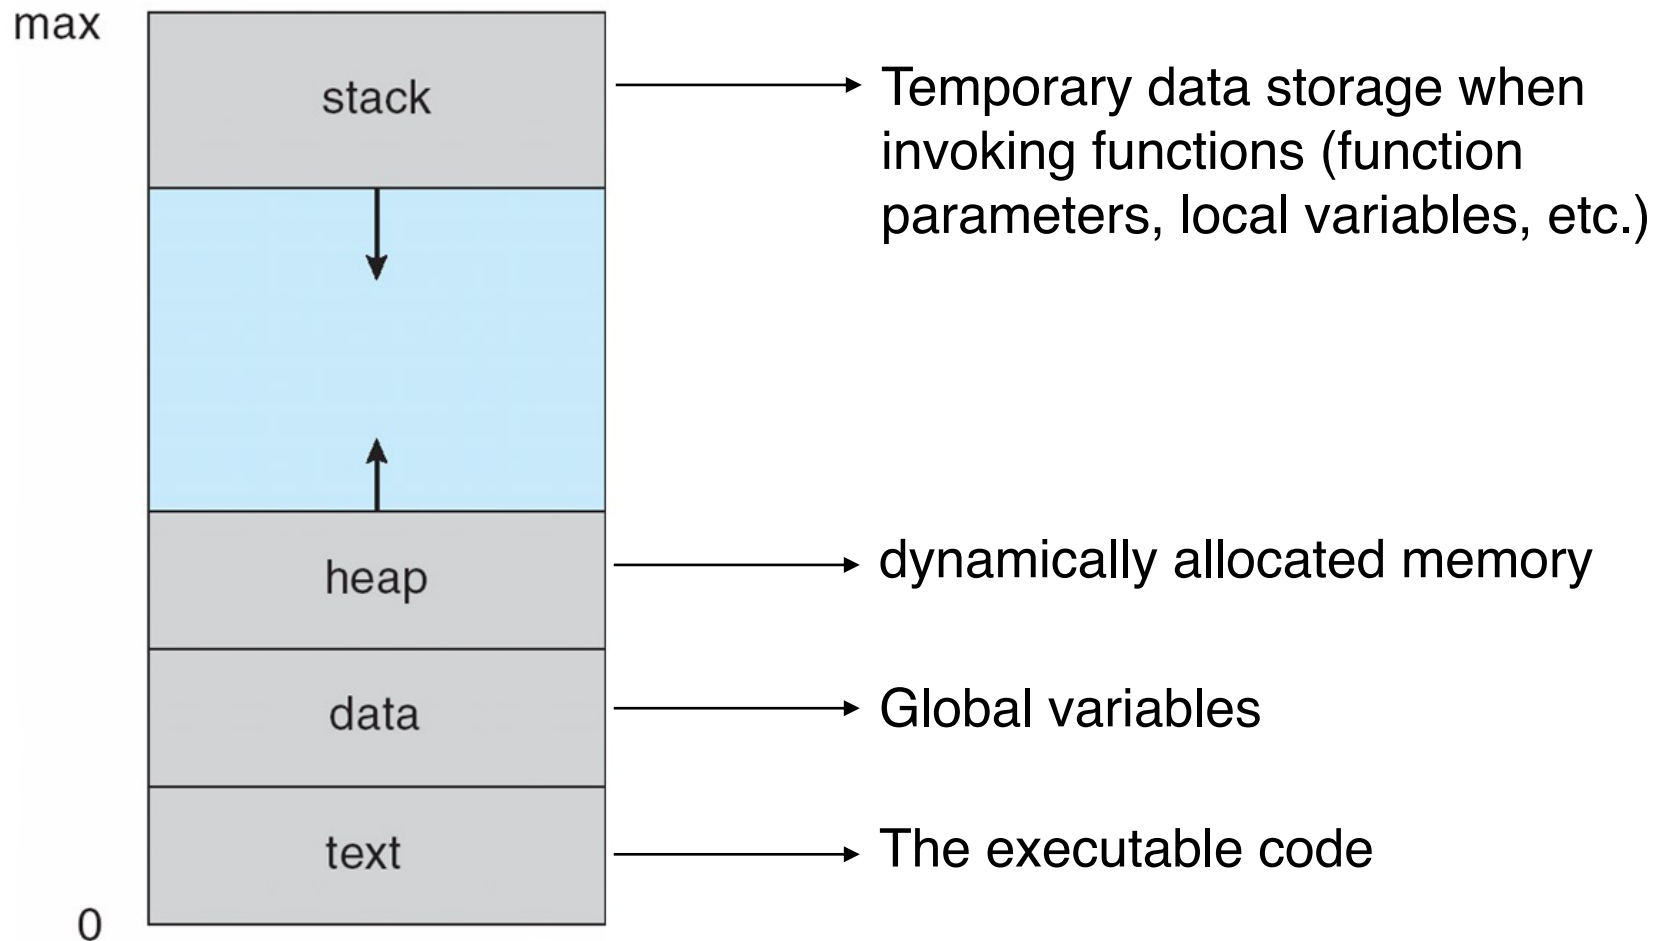 max
stack
Temporary data storage when
invoking functions (function
parameters, local variables, etc.)
heap
dynamically allocated memory
data
Global variables
text
The executable code
0